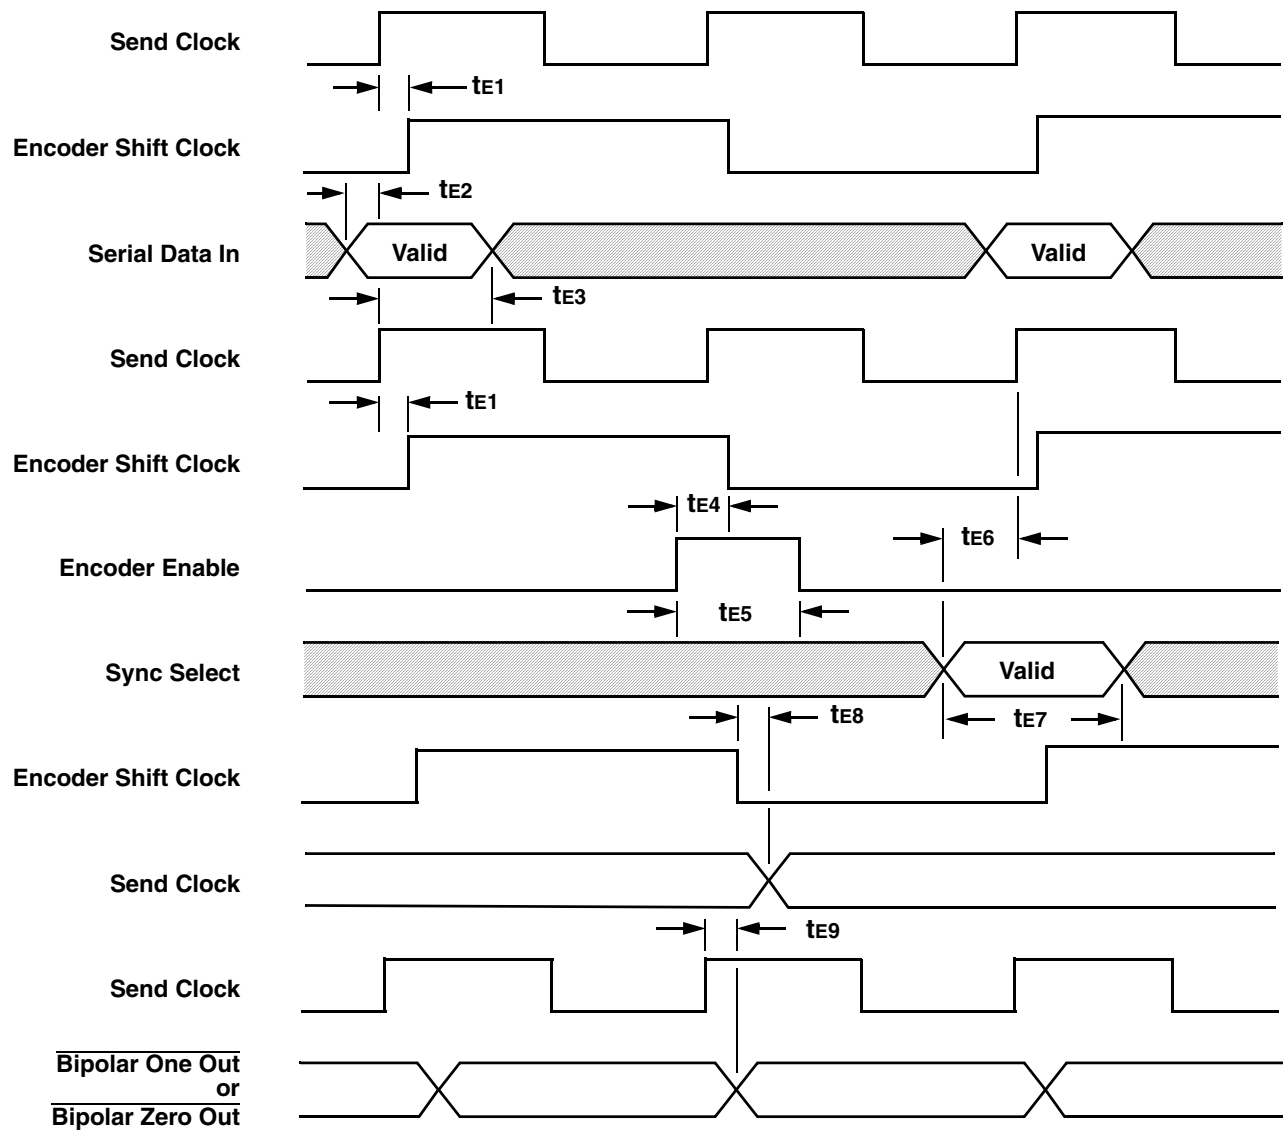 Send Clock
tE1
Encoder Shift Clock
tE2
Serial Data In
Valid
Valid
tE3
Send Clock
tE1
Encoder Shift Clock
tE4
tE6
Encoder Enable
tE5
Sync Select
Valid
tE8
tE7
Encoder Shift Clock
Send Clock
tE9
Send Clock
Bipolar One Out
or
Bipolar Zero Out